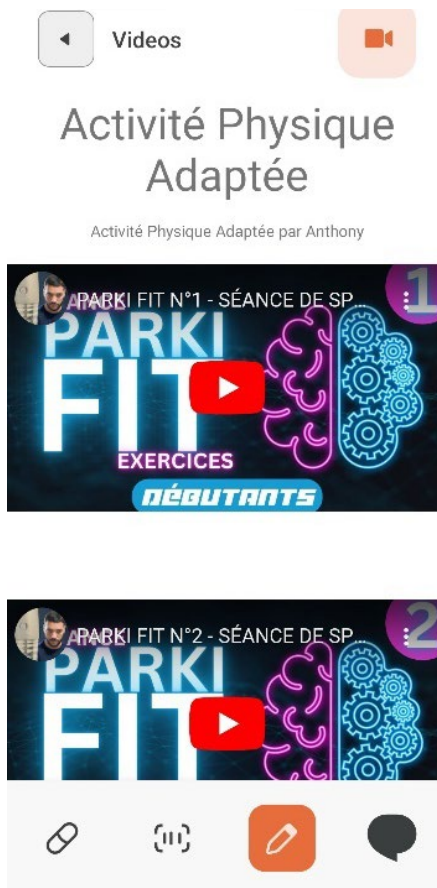 Videos
Activité Physique
Adaptée
Activité Physique Adaptée par Anthony
PARKI FIT N°1 - SÉANCE DE SP...
1
PARKI
FIT
EXERCICES
DÉBUTANTS
PARKI FIT N°2 - SÉANCE DE SP...
2
PARKI
FIT